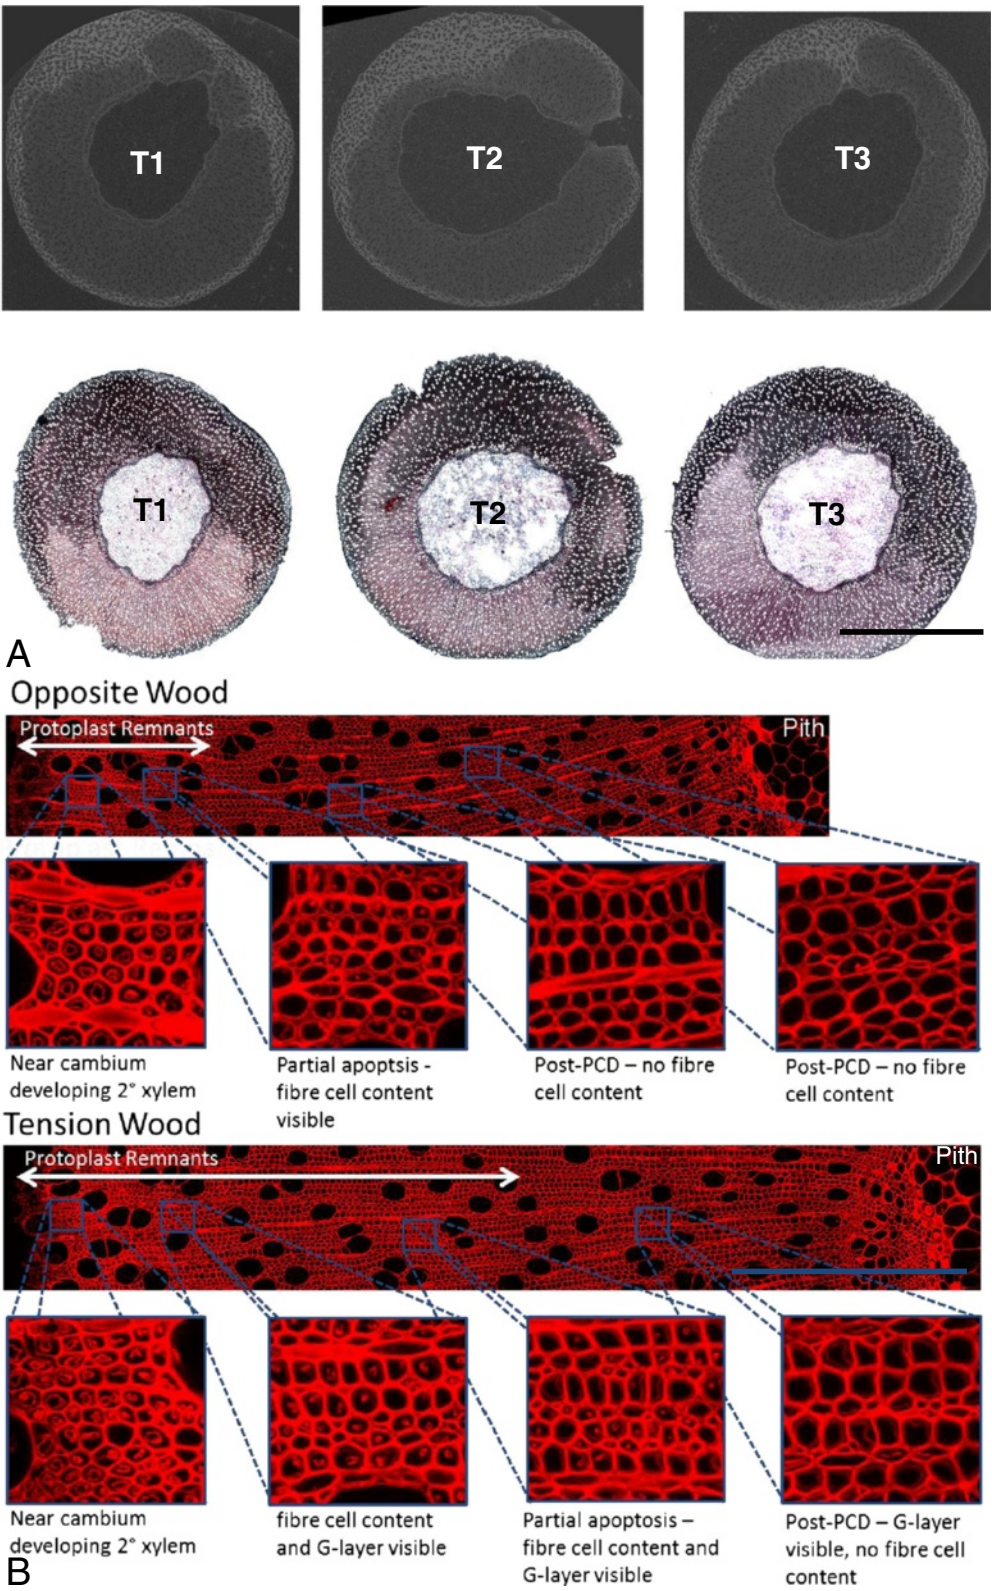 T1
T2
T3
T1
T2
T3
A
Opposite Wood
Protoplast Remnants
Pith
Near cambium
developing 2° xylem
Partial apoptsis -
fibre cell content
visible
Post-PCD – no fibre
cell content
Post-PCD – no fibre
cell content
Tension Wood
Protoplast Remnants
Pith
Near cambium
developing 2° xylem
fibre cell content
and G-layer visible
Partial apoptosis –
fibre cell content and
G-layer visible
Post-PCD – G-layer
visible, no fibre cell
content
B